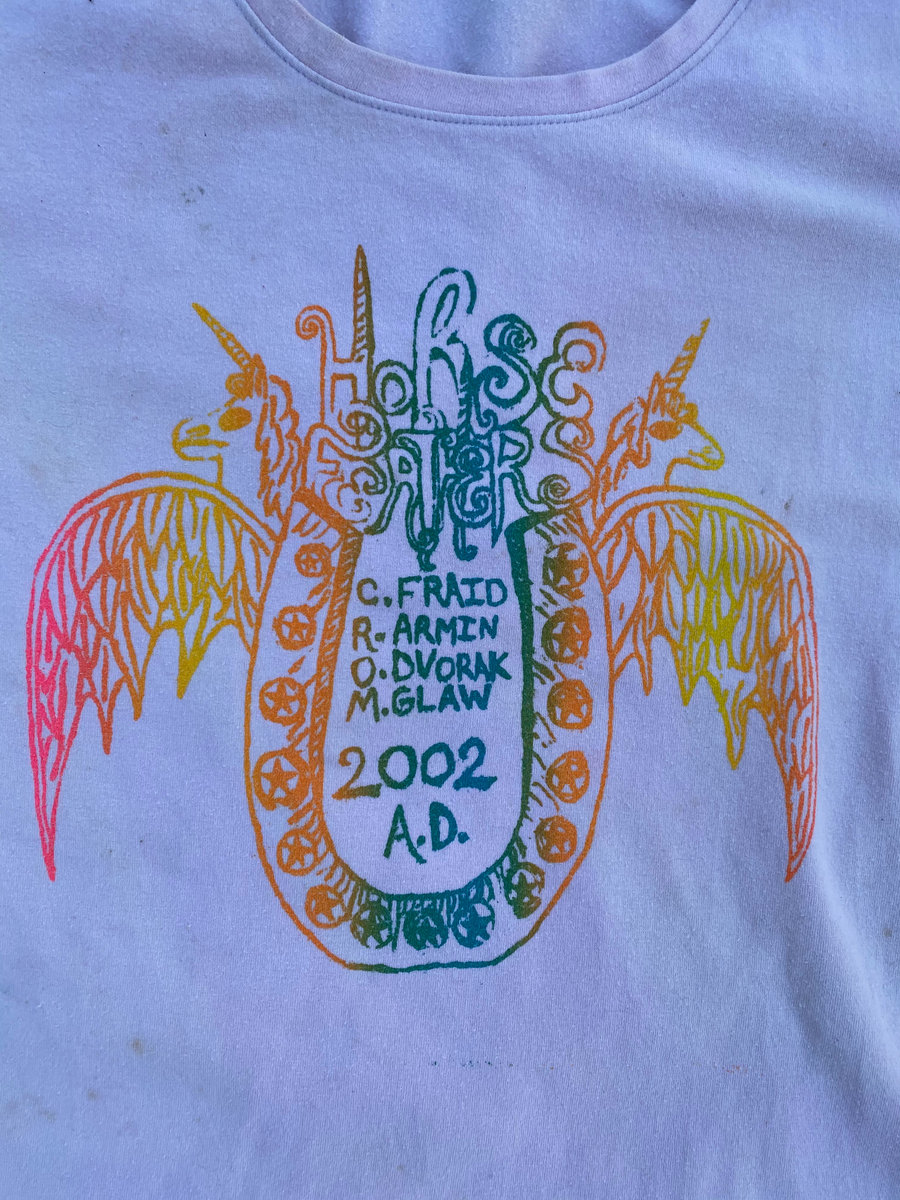 HORSE
EATER
C. FRAID
R. ARMIN
O. DVORAK
M. GLAW
2002
A.D.